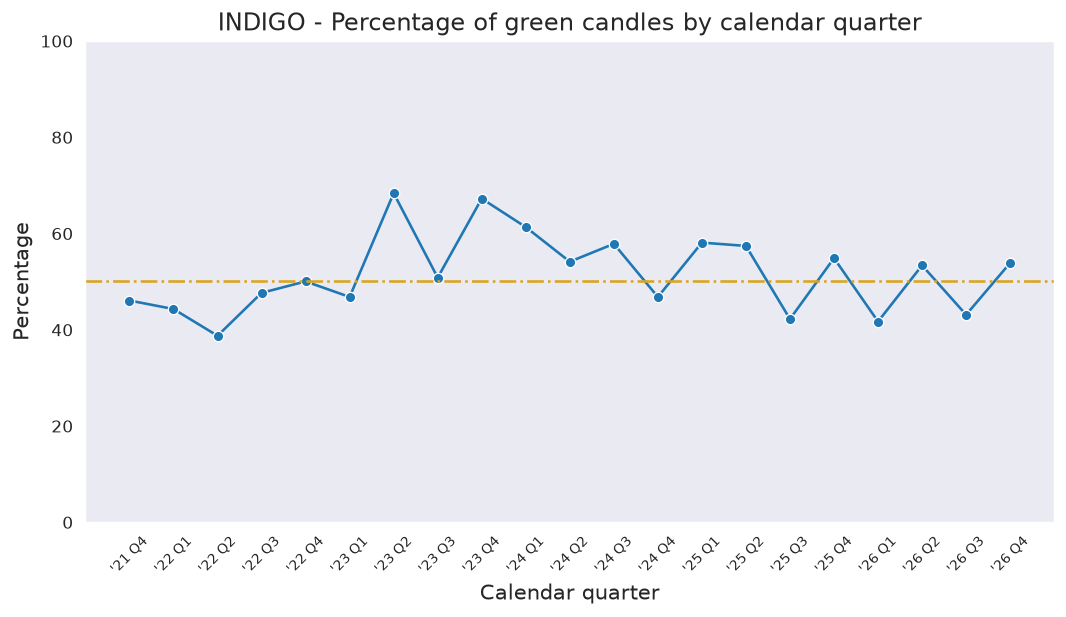 INDIGO - Percentage of green candles by calendar quarter
100
80
60
40
20
0
Percentage
'21 Q4
'22 Q1
'22 Q2
'22 Q3
'22 Q4
'23 Q1
'23 Q2
'23 Q3
'23 Q4
'24 Q1
'24 Q2
'24 Q3
'24 Q4
'25 Q1
'25 Q2
'25 Q3
'25 Q4
'26 Q1
'26 Q2
'26 Q3
'26 Q4
Calendar quarter